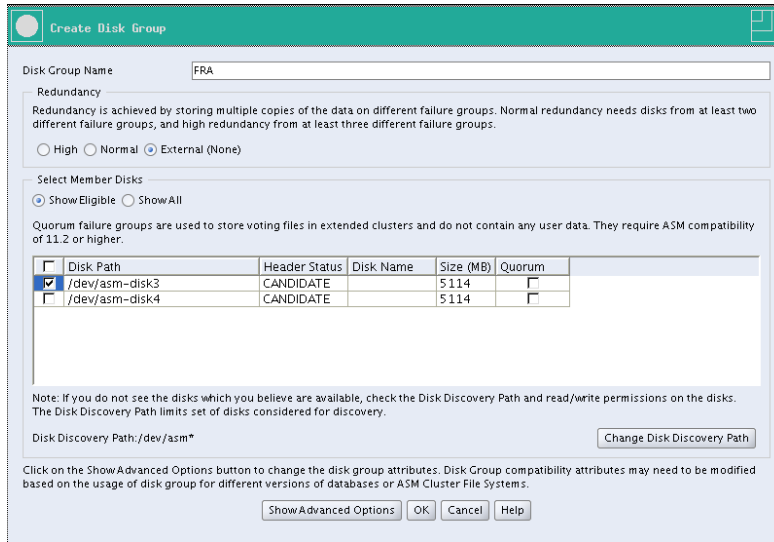 Create Disk Group
Disk Group Name FRA
Redundancy
Redundancy is achieved by storing multiple copies of the data on different failure groups. Normal redundancy needs disks from at least two
different failure groups, and high redundancy from at least three different failure groups.
High Normal External (None)
Select Member Disks
Show Eligible Show All
Quorum failure groups are used to store voting files in extended clusters and do not contain any user data. They require ASM compatibility
of 11.2 or higher.
Disk Path Header Status Disk Name Size (MB) Quorum
/dev/asm-disk3 CANDIDATE 5114
/dev/asm-disk4 CANDIDATE 5114
Note: If you do not see the disks which you believe are available, check the Disk Discovery Path and read/write permissions on the disks.
The Disk Discovery Path limits set of disks considered for discovery.
Disk Discovery Path:/dev/asm* Change Disk Discovery Path
Click on the Show Advanced Options button to change the disk group attributes. Disk Group compatibility attributes may need to be modified
based on the usage of disk group for different versions of databases or ASM Cluster File Systems.
Show Advanced Options OK Cancel Help